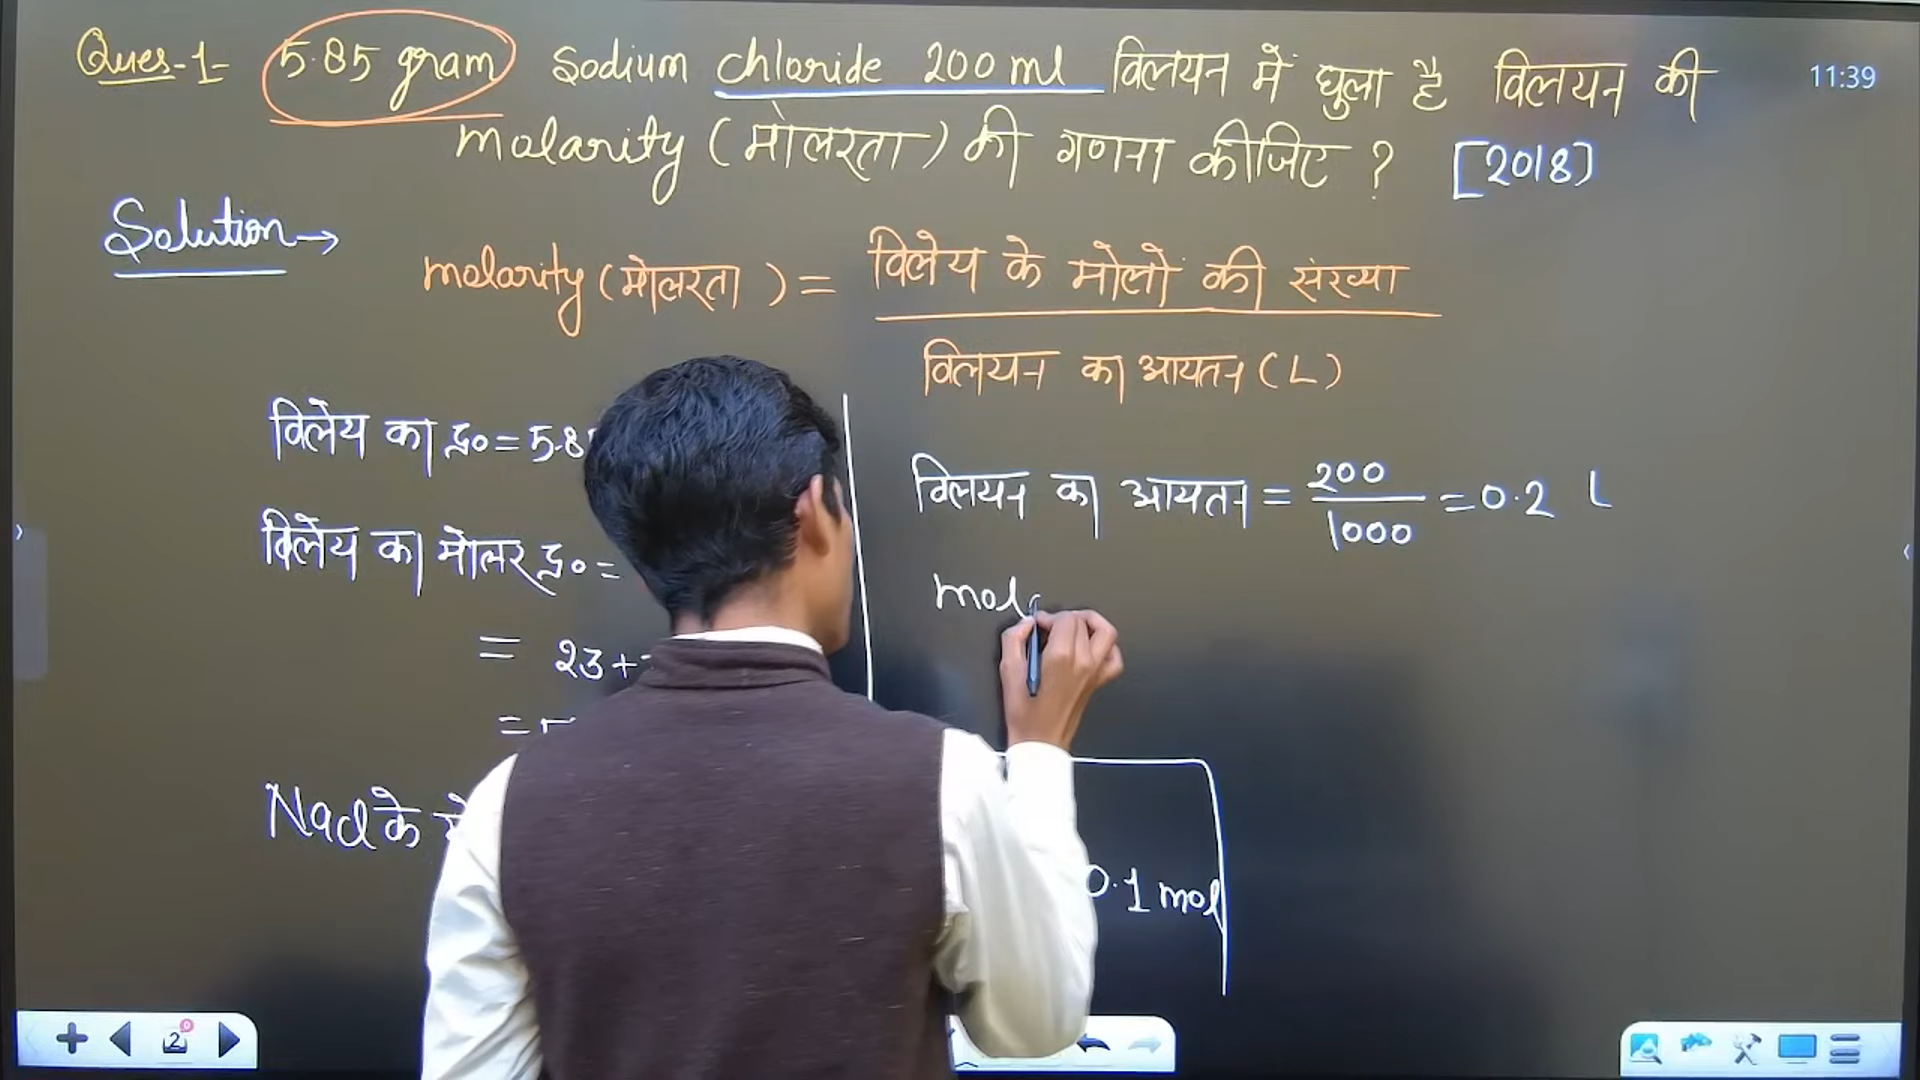 Ques-1- 5.85 gram Sodium chloride 200 ml विलयन में घुला है विलयन की
molarity (मोलरता) की गणना कीजिए ? [2018]
11:39
Solution→
molarity (मोलरता) = विलेय के मोलो की संख्या
विलयन का आयतन (L)
विलेय का द्र० = 5.8
विलेय का मोलर द्र० =
= 23+
=
Nacl के
विलयन का आयतन = 200/1000 = 0.2 L
mol
0.1 mol
2